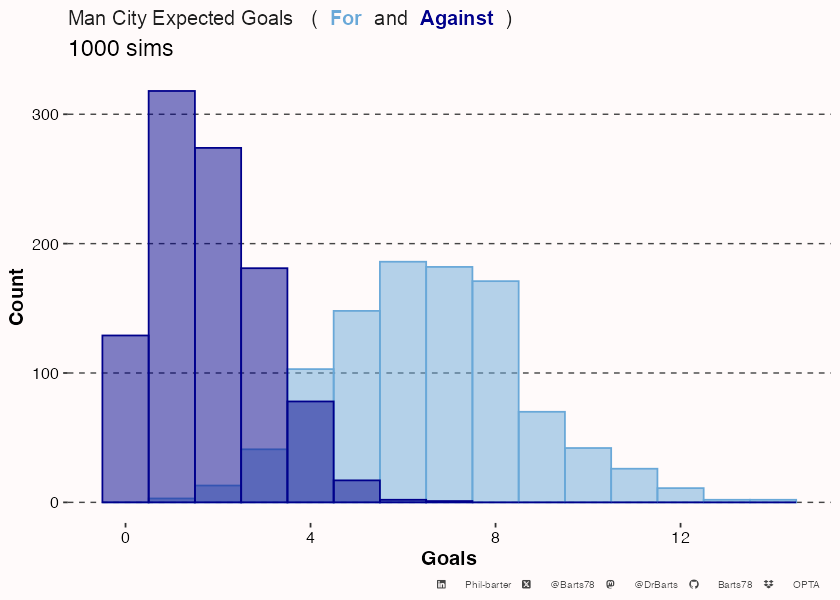 Man City Expected Goals ( For and Against )
1000 sims
300
200
100
0
Count
0 4 8 12
Goals
Phil-barter @Barts78 @DrBarts Barts78 OPTA